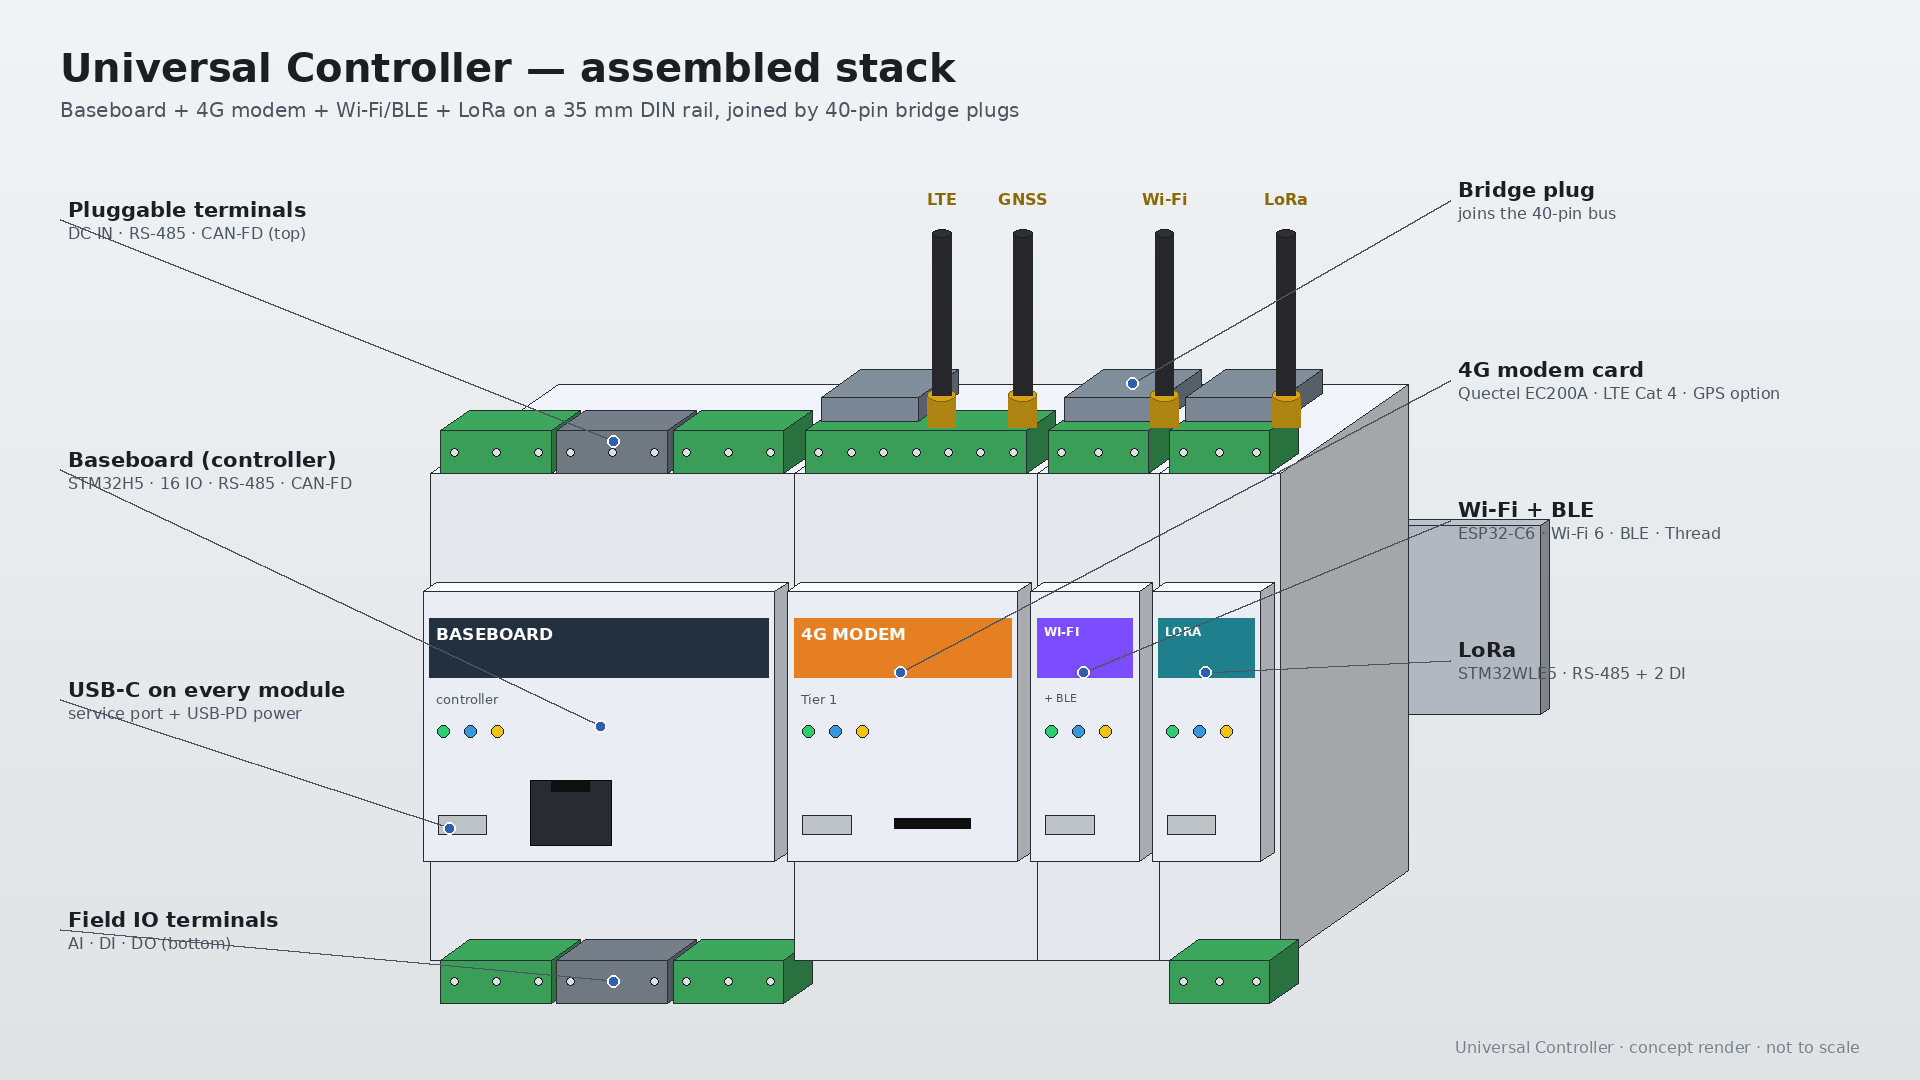 Universal Controller — assembled stack
Baseboard + 4G modem + Wi-Fi/BLE + LoRa on a 35 mm DIN rail, joined by 40-pin bridge plugs
LTE
GNSS
Wi-Fi
LoRa
Pluggable terminals
DC IN · RS-485 · CAN-FD (top)
Bridge plug
joins the 40-pin bus
4G modem card
Quectel EC200A · LTE Cat 4 · GPS option
Baseboard (controller)
STM32H5 · 16 IO · RS-485 · CAN-FD
Wi-Fi + BLE
ESP32-C6 · Wi-Fi 6 · BLE · Thread
BASEBOARD
controller
4G MODEM
Tier 1
WI-FI
+ BLE
LORA
LoRa
STM32WLE5 · RS-485 + 2 DI
USB-C on every module
service port + USB-PD power
Field IO terminals
AI · DI · DO (bottom)
Universal Controller · concept render · not to scale